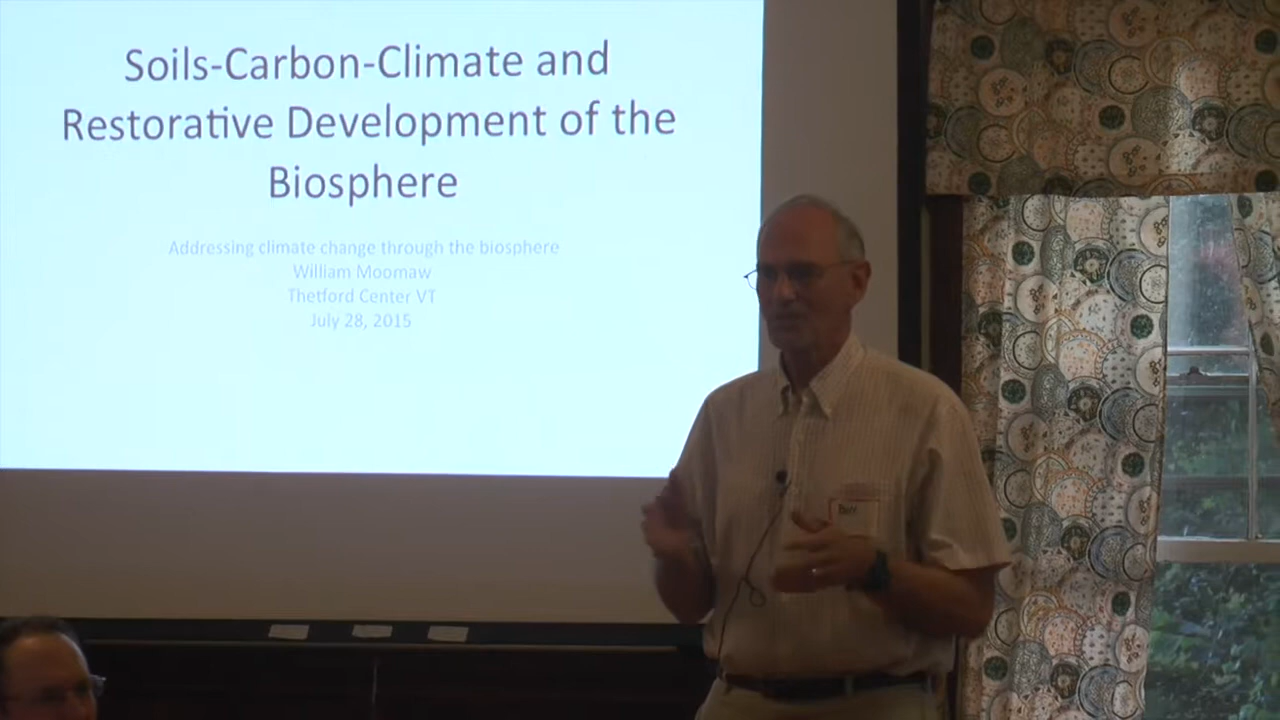 Soils-Carbon-Climate and
Restorative Development of the
Biosphere
Addressing climate change through the biosphere
William Moomaw
Thetford Center VT
July 28, 2015